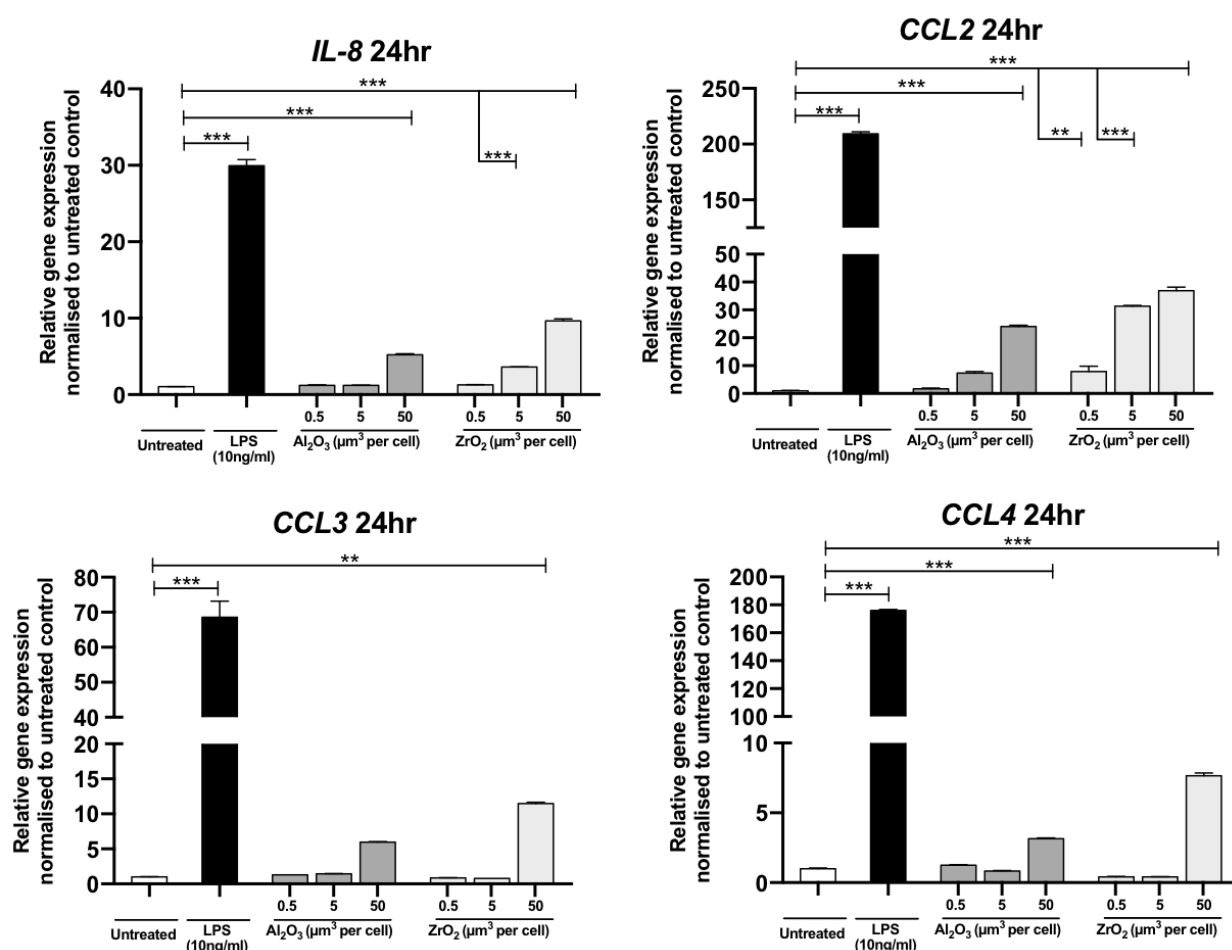 IL-8 24hr
Relative gene expression
normalised to untreated control
40
30
20
10
0
***
***
***
***
0.5 5 50 0.5 5 50
Untreated LPS Al₂O₃ (µm³ per cell) ZrO₂ (µm³ per cell)
(10ng/ml)
CCL2 24hr
Relative gene expression
normalised to untreated control
250
200
150
50
40
30
20
10
0
***
***
***
** ***
0.5 5 50 0.5 5 50
Untreated LPS Al₂O₃ (µm³ per cell) ZrO₂ (µm³ per cell)
(10ng/ml)
CCL3 24hr
Relative gene expression
normalised to untreated control
80
70
60
50
40
20
15
10
5
0
**
***
0.5 5 50 0.5 5 50
Untreated LPS Al₂O₃ (µm³ per cell) ZrO₂ (µm³ per cell)
(10ng/ml)
CCL4 24hr
Relative gene expression
normalised to untreated control
200
180
160
140
120
100
10
5
0
***
***
***
0.5 5 50 0.5 5 50
Untreated LPS Al₂O₃ (µm³ per cell) ZrO₂ (µm³ per cell)
(10ng/ml)